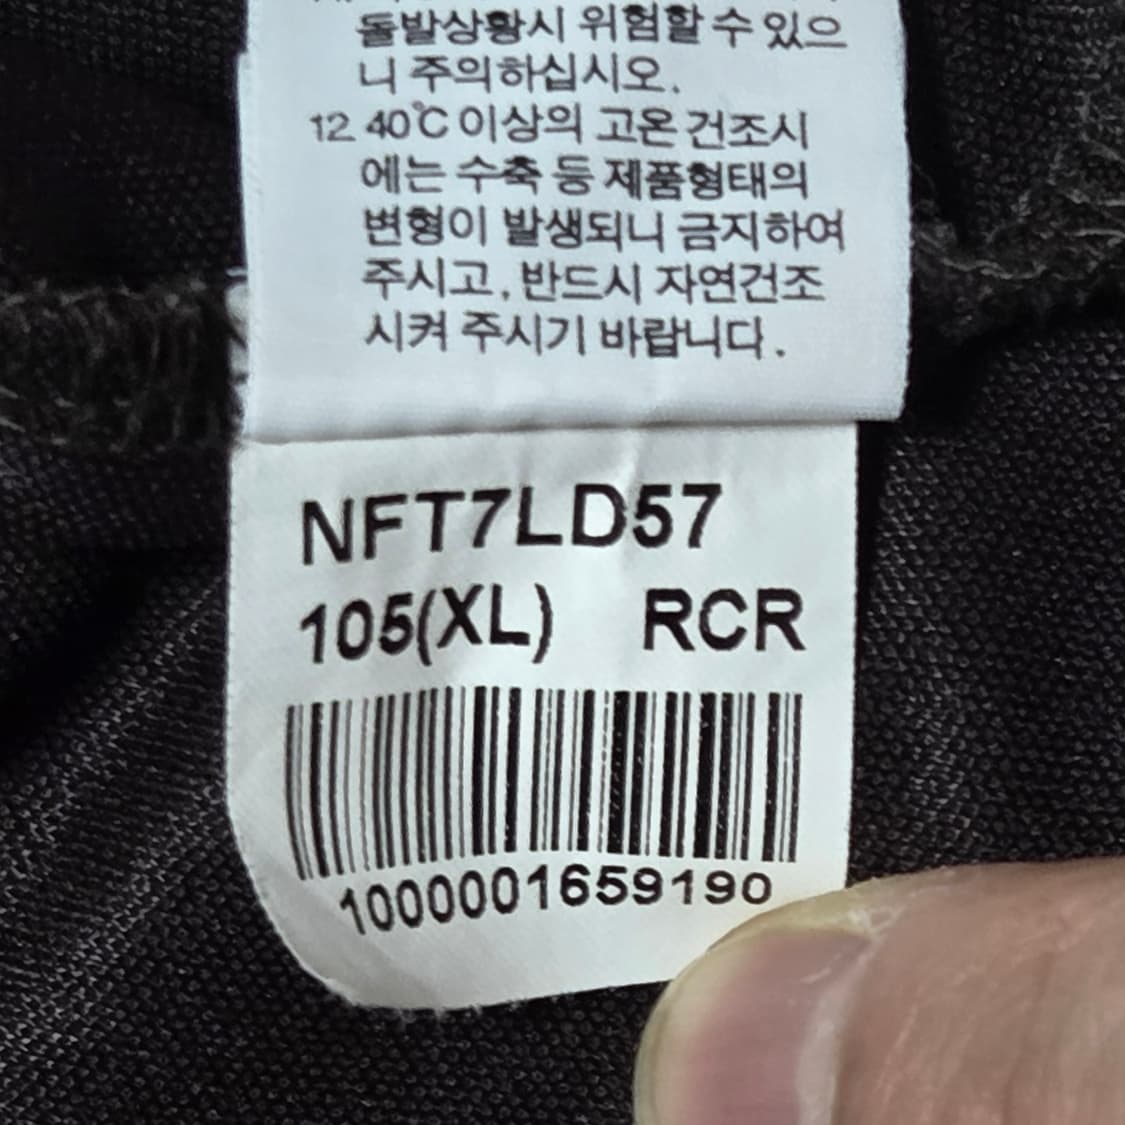 돌발상황시 위험할 수 있으
니 주의하십시오.
12 40℃ 이상의 고온 건조시
에는 수축 등 제품형태의
변형이 발생되니 금지하여
주시고, 반드시 자연건조
시켜 주시기 바랍니다.
NFT7LD57
105(XL) RCR
1000001659190